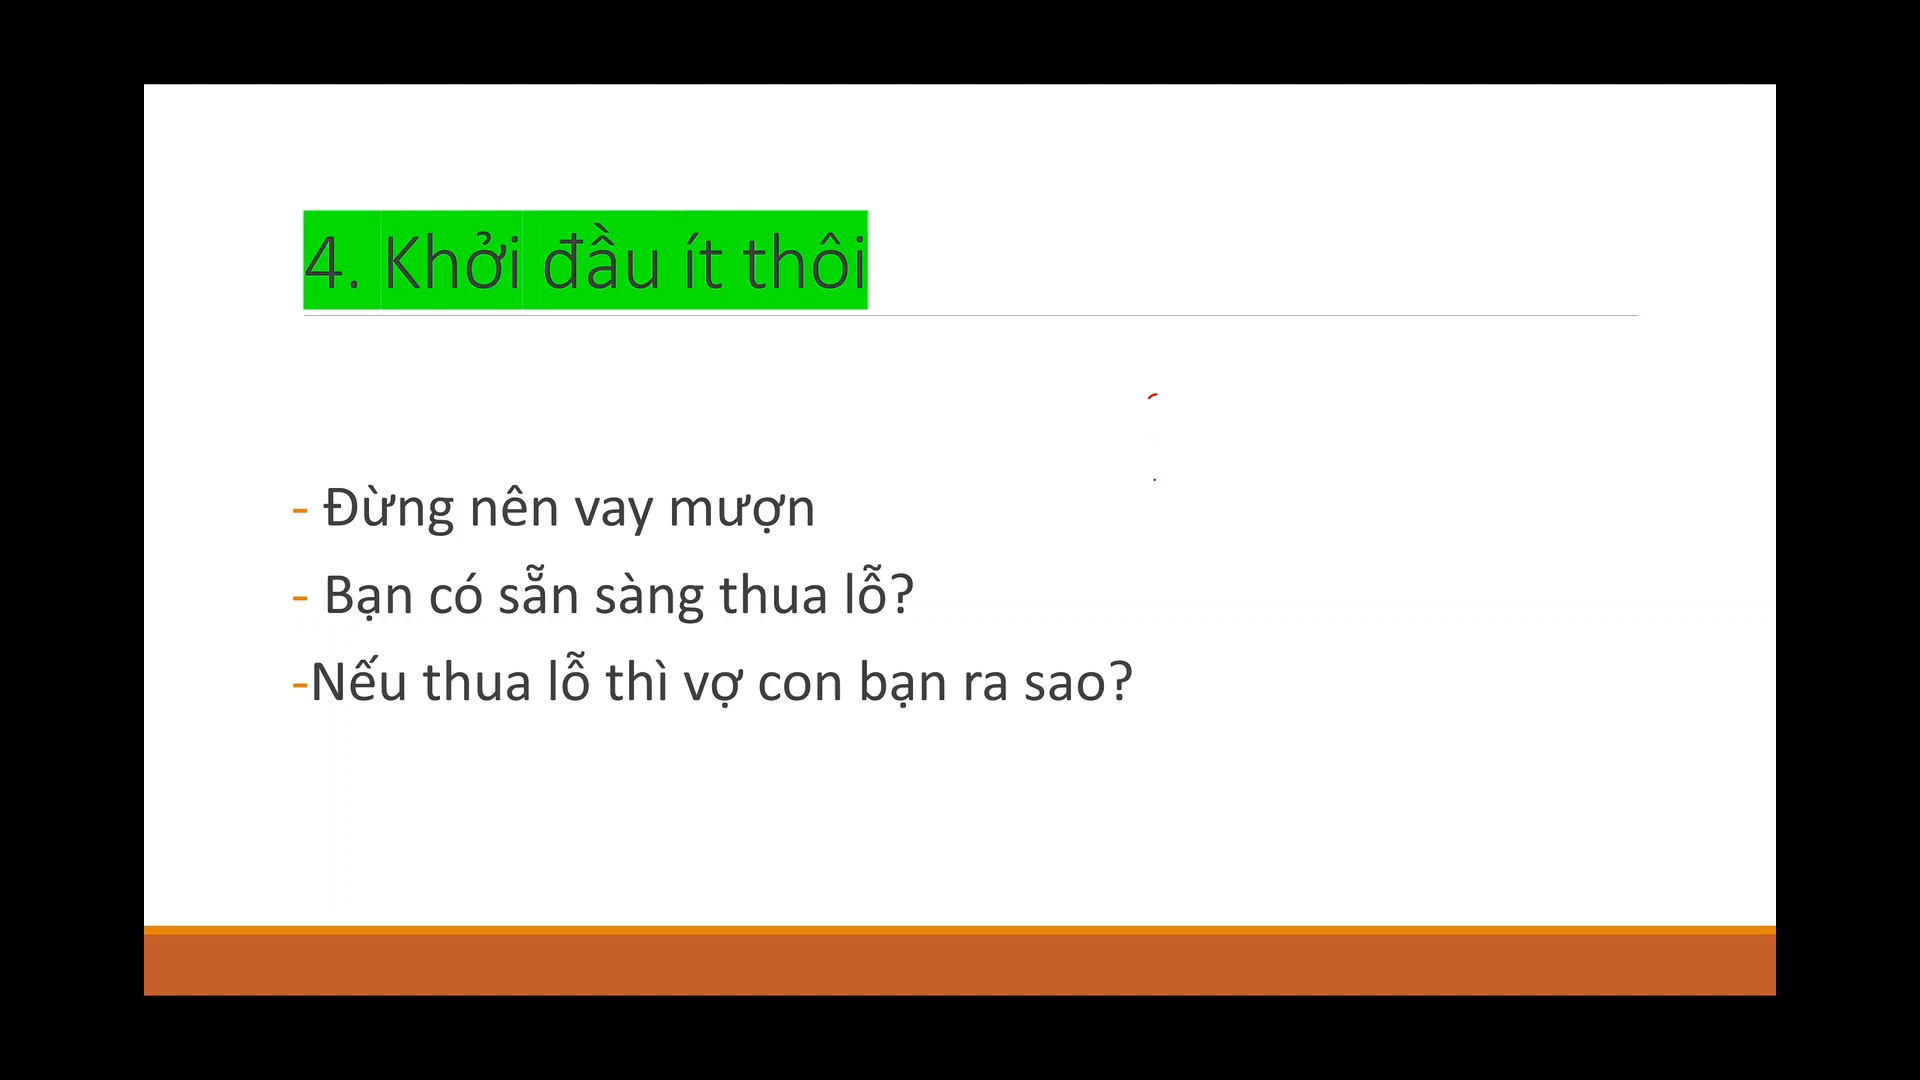 4. Khởi đầu ít thôi
- Đừng nên vay mượn
- Bạn có sẵn sàng thua lỗ?
-Nếu thua lỗ thì vợ con bạn ra sao?